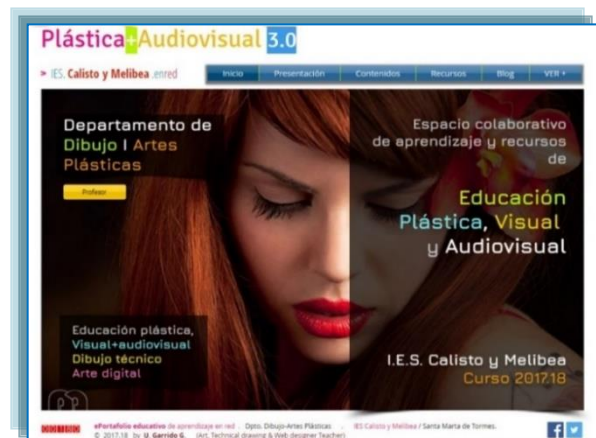 Plástica+Audiovisual 3.0
> IES. Calisto y Melibea .enred
Inicio Presentación Contenidos Recursos Blog VER +
Departamento de
Dibujo I Artes
Plásticas
Profesor
Espacio colaborativo
de aprendizaje y recursos
de
Educación
Plástica, Visual
y Audiovisual
Educación plástica,
Visual+audiovisual
Dibujo técnico
Arte digital
I.E.S. Calisto y Melibea
Curso 2017.18
ePortafolio educativo de aprendizaje en red . Dpto. Dibujo-Artes Plásticas . IES Calisto y Melibea / Santa Marta de Tormes.
© 2017.18 by U. Garrido G. (Art. Technical drawing & Web designer Teacher)